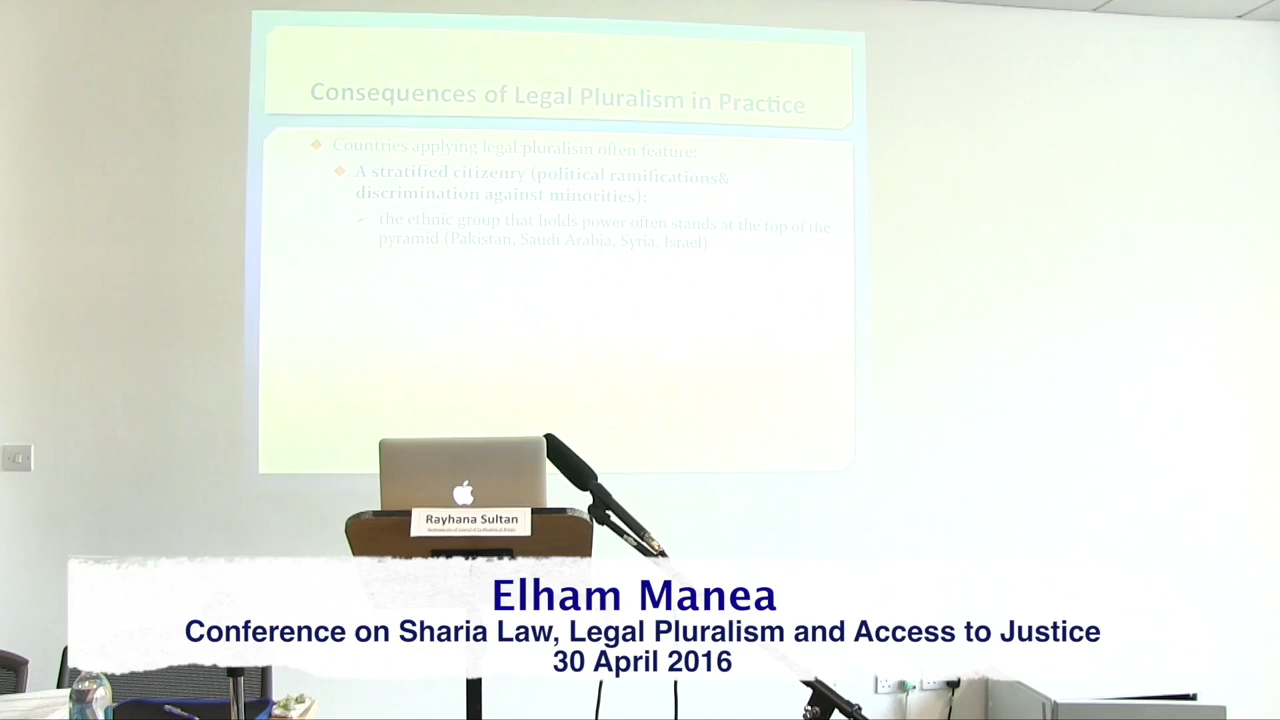 Consequences of Legal Pluralism in Practice
Countries applying legal pluralism often feature:
A stratified citizenry (political ramifications&
discrimination against minorities):
the ethnic group that holds power often stands at the top of the
pyramid (Pakistan, Saudi Arabia, Syria, Israel)
Rayhana Sultan
Elham Manea
Conference on Sharia Law, Legal Pluralism and Access to Justice
30 April 2016